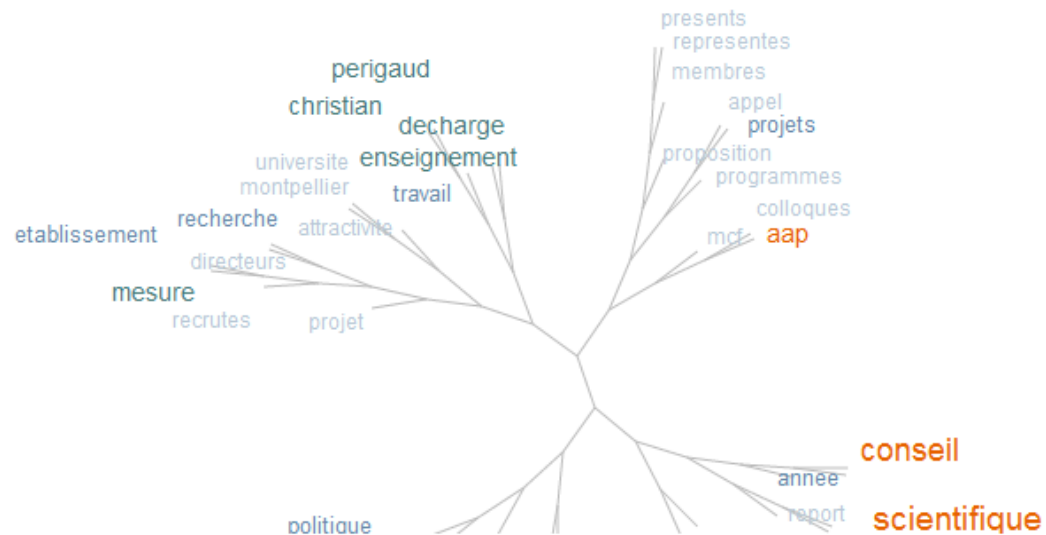 presents
representes
perigaud
membres
christian
appel
decharge
projets
universite
enseignement
proposition
montpellier
travail
programmes
recherche
colloques
etablissement
attractivite
mcf
aap
directeurs
mesure
recrutes
projet
conseil
annee
report
scientifique
politique